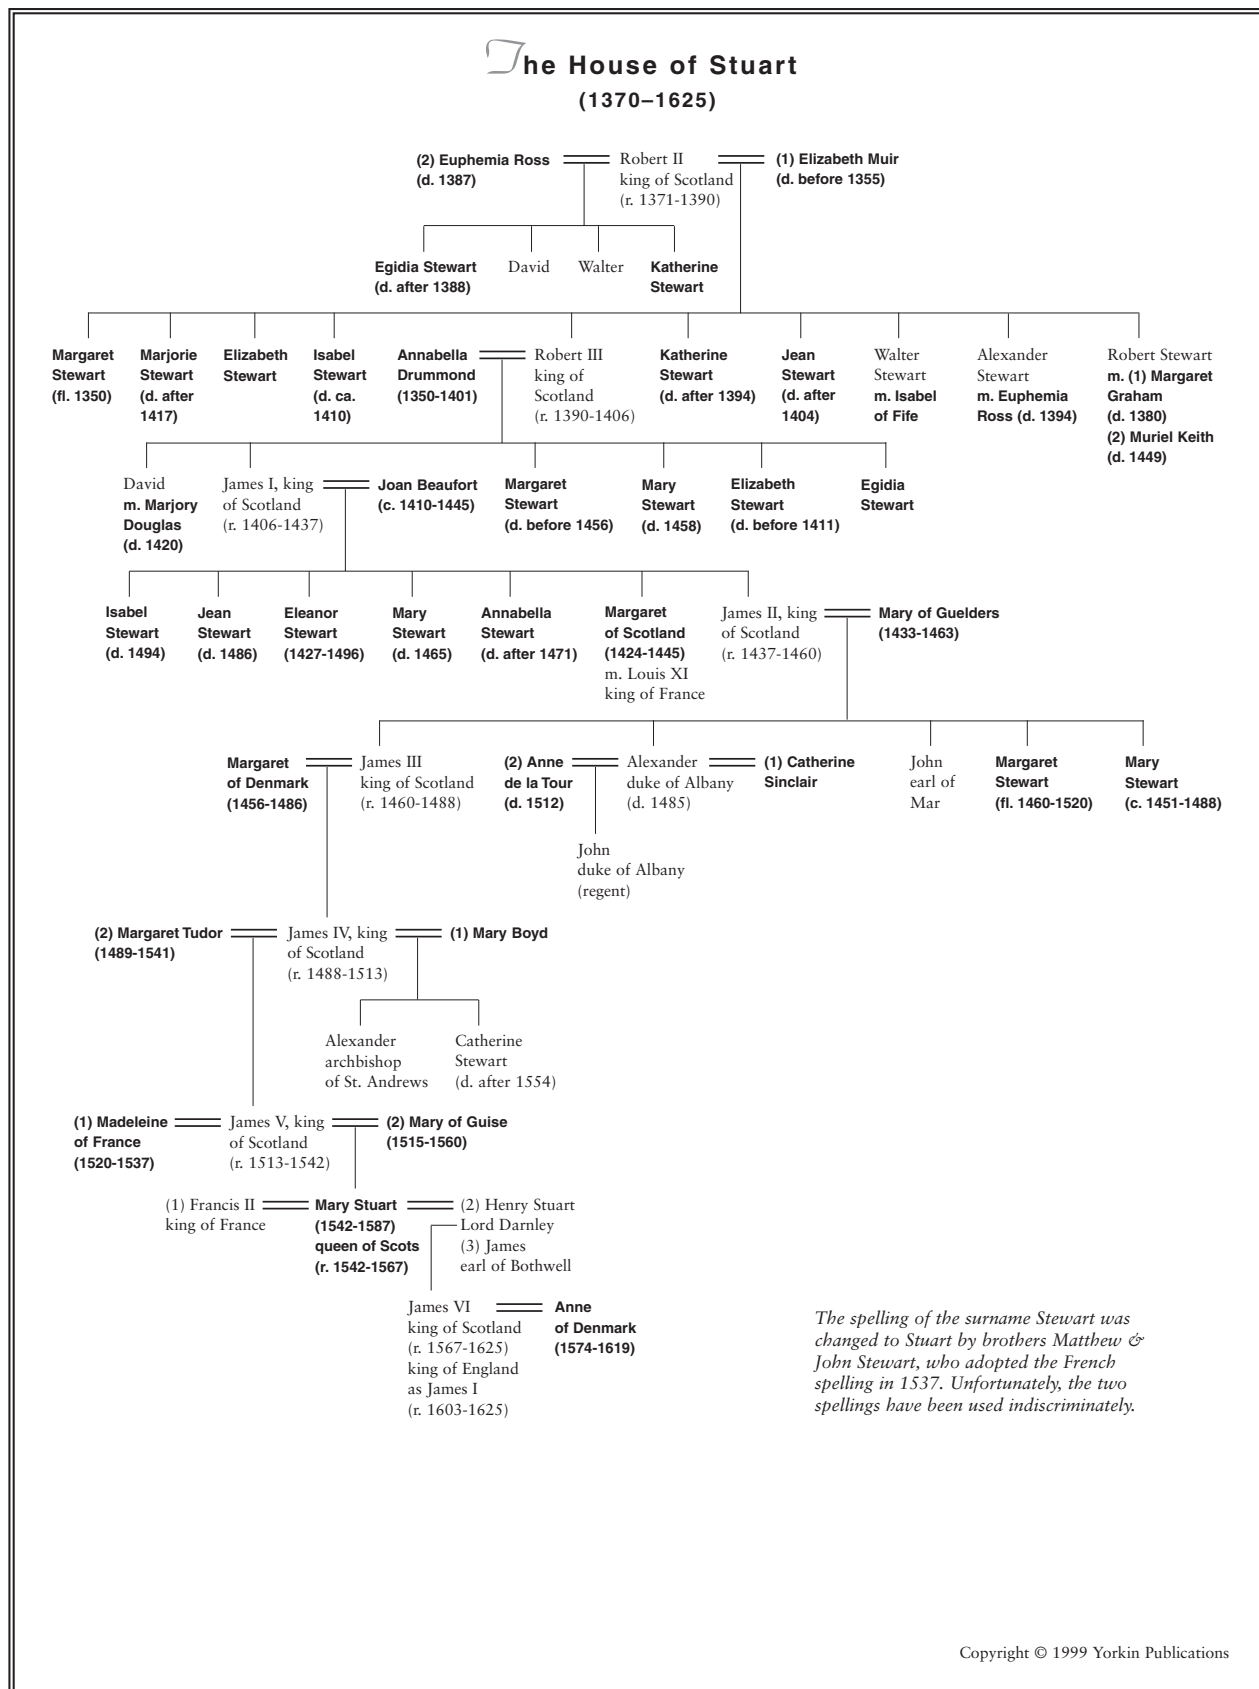 The House of Stuart
(1370–1625)
(2) Euphemia Ross
(d. 1387)
Robert II
king of Scotland
(r. 1371-1390)
(1) Elizabeth Muir
(d. before 1355)
Egidia Stewart
(d. after 1388)
David
Walter
Katherine
Stewart
Margaret
Stewart
(fl. 1350)
Marjorie
Stewart
(d. after
1417)
Elizabeth
Stewart
Isabel
Stewart
(d. ca.
1410)
Annabella
Drummond
(1350-1401)
Robert III
king of
Scotland
(r. 1390-1406)
Katherine
Stewart
(d. after 1394)
Jean
Stewart
(d. after
1404)
Walter
Stewart
m. Isabel
of Fife
Alexander
Stewart
m. Euphemia
Ross (d. 1394)
Robert Stewart
m. (1) Margaret
Graham
(d. 1380)
(2) Muriel Keith
(d. 1449)
David
m. Marjory
Douglas
(d. 1420)
James I, king
of Scotland
(r. 1406-1437)
Joan Beaufort
(c. 1410-1445)
Margaret
Stewart
(d. before 1456)
Mary
Stewart
(d. 1458)
Elizabeth
Stewart
(d. before 1411)
Egidia
Stewart
Isabel
Stewart
(d. 1494)
Jean
Stewart
(d. 1486)
Eleanor
Stewart
(1427-1496)
Mary
Stewart
(d. 1465)
Annabella
Stewart
(d. after 1471)
Margaret
of Scotland
(1424-1445)
m. Louis XI
king of France
James II, king
of Scotland
(r. 1437-1460)
Mary of Guelders
(1433-1463)
Margaret
of Denmark
(1456-1486)
James III
king of Scotland
(r. 1460-1488)
(2) Anne
de la Tour
(d. 1512)
Alexander
duke of Albany
(d. 1485)
(1) Catherine
Sinclair
John
earl of
Mar
Margaret
Stewart
(fl. 1460-1520)
Mary
Stewart
(c. 1451-1488)
John
duke of Albany
(regent)
(2) Margaret Tudor
(1489-1541)
James IV, king
of Scotland
(r. 1488-1513)
(1) Mary Boyd
Alexander
archbishop
of St. Andrews
Catherine
Stewart
(d. after 1554)
(1) Madeleine
of France
(1520-1537)
James V, king
of Scotland
(r. 1513-1542)
(2) Mary of Guise
(1515-1560)
(1) Francis II
king of France
Mary Stuart
(1542-1587)
queen of Scots
(r. 1542-1567)
(2) Henry Stuart
Lord Darnley
(3) James
earl of Bothwell
James VI
king of Scotland
(r. 1567-1625)
king of England
as James I
(r. 1603-1625)
Anne
of Denmark
(1574-1619)
The spelling of the surname Stewart was
changed to Stuart by brothers Matthew &
John Stewart, who adopted the French
spelling in 1537. Unfortunately, the two
spellings have been used indiscriminately.
Copyright © 1999 Yorkin Publications